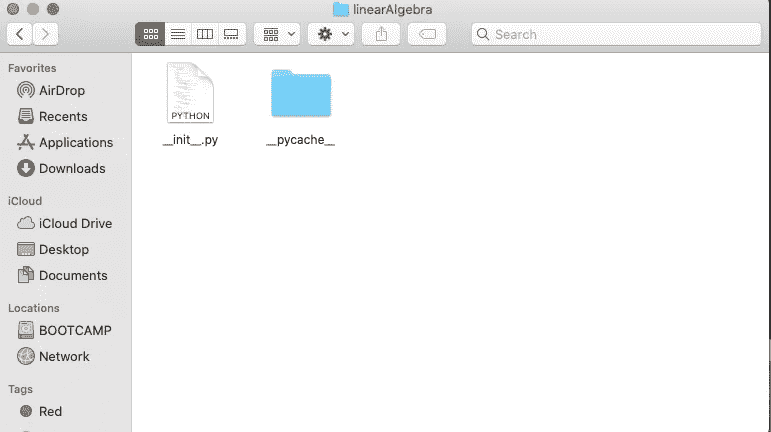 linearAlgebra
Search
Favorites
AirDrop
Recents
Applications
Downloads
iCloud
iCloud Drive
Desktop
Documents
Locations
BOOTCAMP
Network
Tags
Red
PYTHON
__init__.py
__pycache__